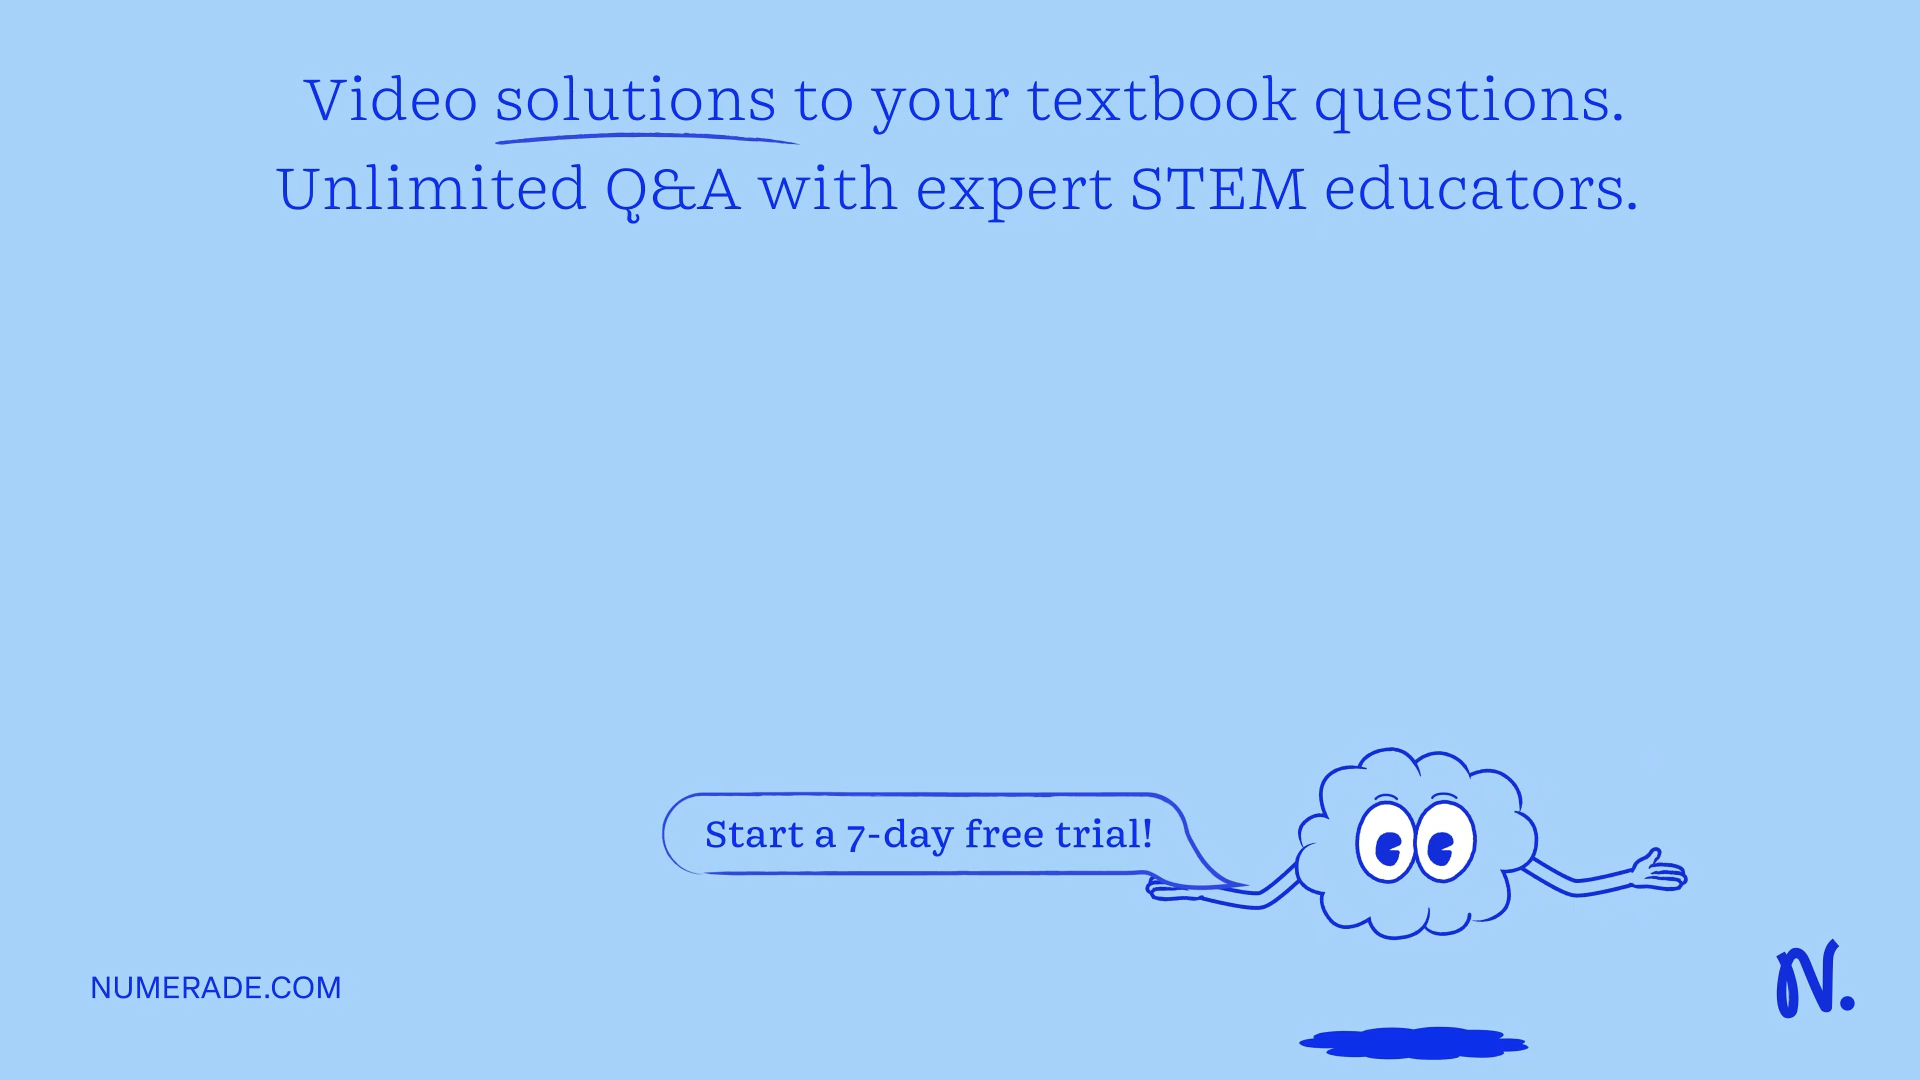 Video solutions to your textbook questions.
Unlimited Q&A with expert STEM educators.
Start a 7-day free trial!
NUMERADE.COM
N.